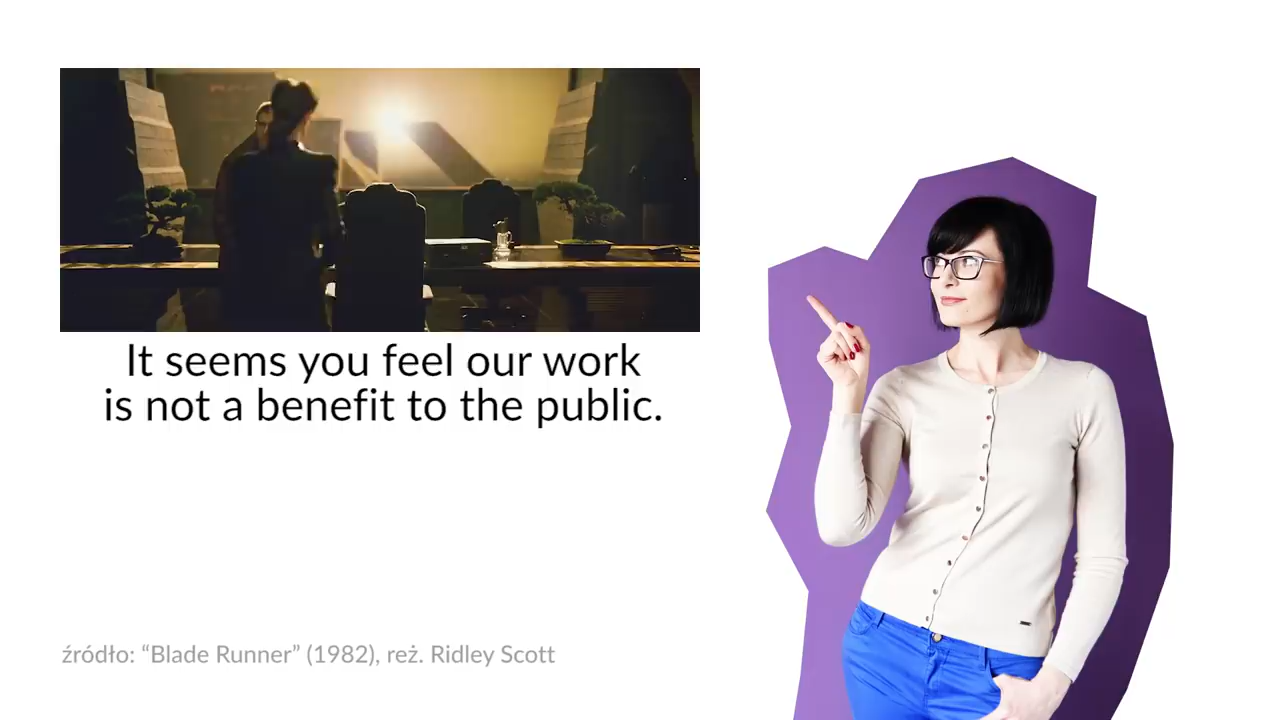 It seems you feel our work
is not a benefit to the public.
źródło: “Blade Runner” (1982), reż. Ridley Scott